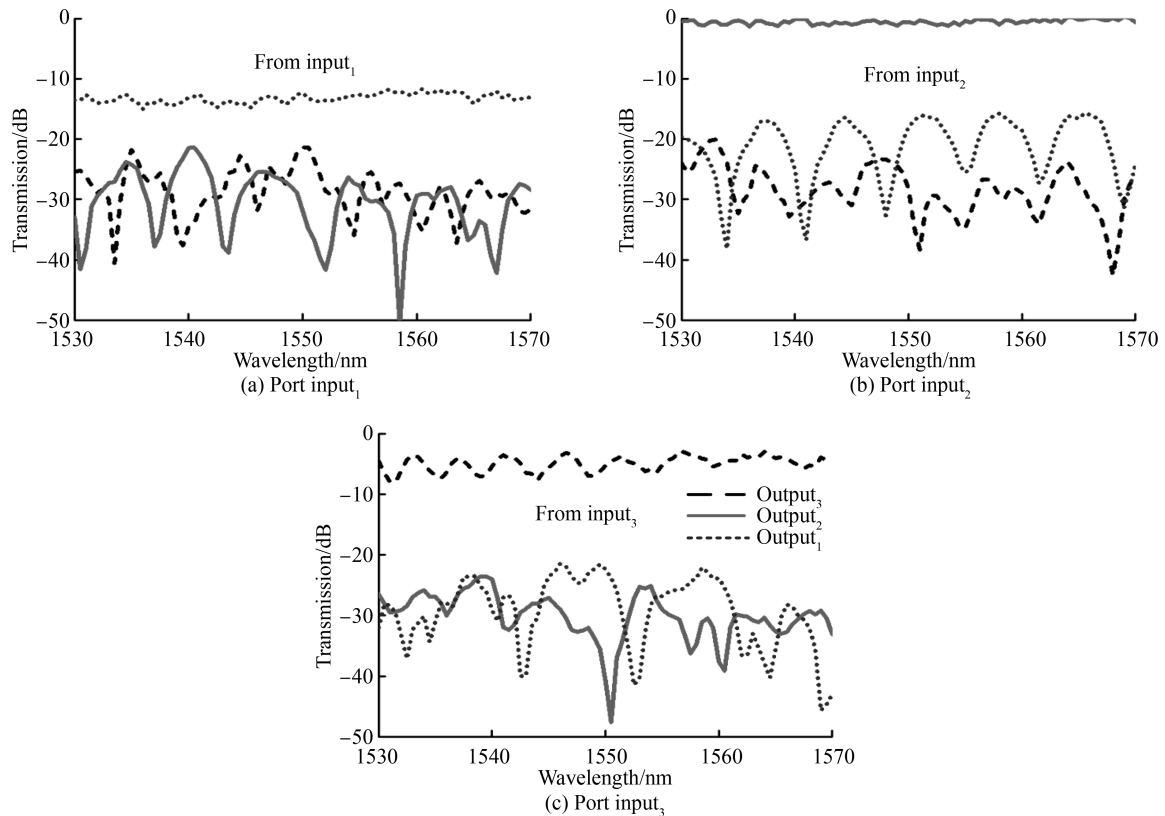 0
−10
−20
−30
−40
−50
Transmission/dB
From input₁
1530
1540
1550
1560
1570
Wavelength/nm
(a) Port input₁
0
−10
−20
−30
−40
−50
Transmission/dB
From input₂
1530
1540
1550
1560
1570
Wavelength/nm
(b) Port input₂
0
−10
−20
−30
−40
−50
Transmission/dB
From input₃
Output₃
Output₂
Output₁
1530
1540
1550
1560
1570
Wavelength/nm
(c) Port input₃